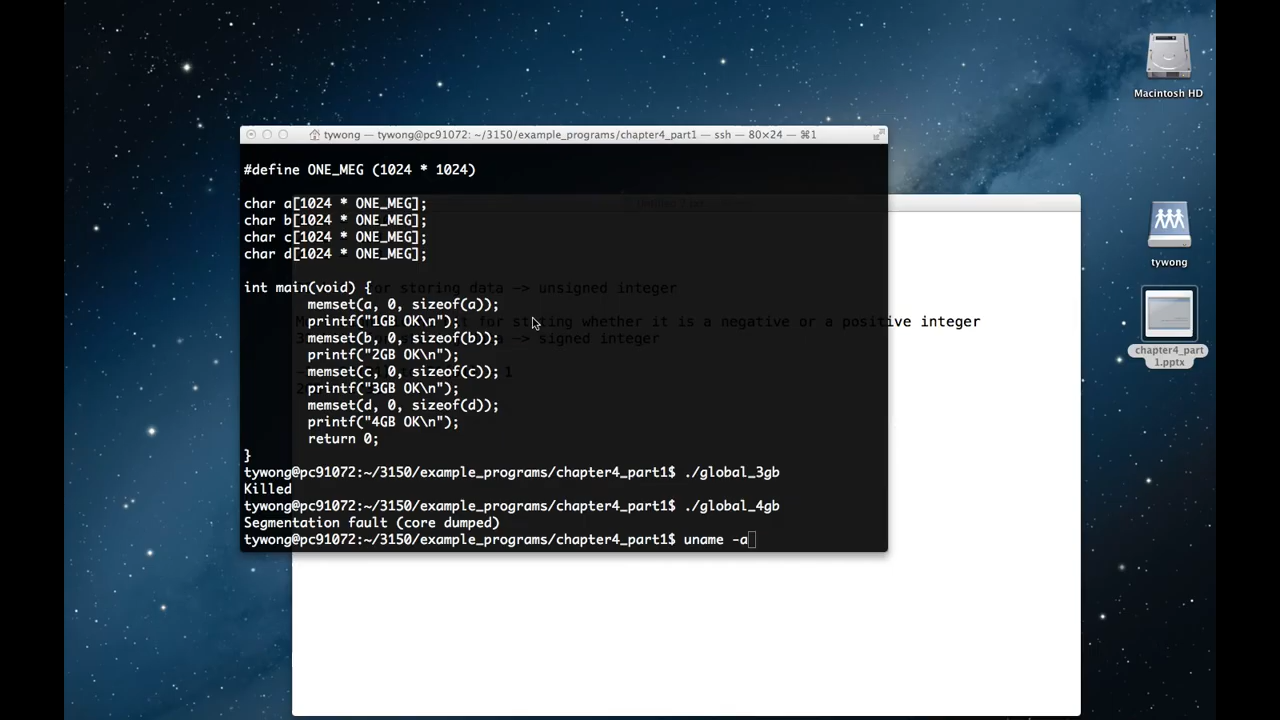 tywong — tywong@pc91072: ~/3150/example_programs/chapter4_part1 — ssh — 80×24 — ⌘1
#define ONE_MEG (1024 * 1024)
char a[1024 * ONE_MEG];
char b[1024 * ONE_MEG];
char c[1024 * ONE_MEG];
char d[1024 * ONE_MEG];
int main(void) {
memset(a, 0, sizeof(a));
printf("1GB OK\n");
memset(b, 0, sizeof(b));
printf("2GB OK\n");
memset(c, 0, sizeof(c));
printf("3GB OK\n");
memset(d, 0, sizeof(d));
printf("4GB OK\n");
return 0;
}
tywong@pc91072:~/3150/example_programs/chapter4_part1$ ./global_3gb
Killed
tywong@pc91072:~/3150/example_programs/chapter4_part1$ ./global_4gb
Segmentation fault (core dumped)
tywong@pc91072:~/3150/example_programs/chapter4_part1$ uname -a
or storing data -> unsigned integer
for storing whether it is a negative or a positive integer
-> signed integer
Macintosh HD
tywong
chapter4_part
1.pptx